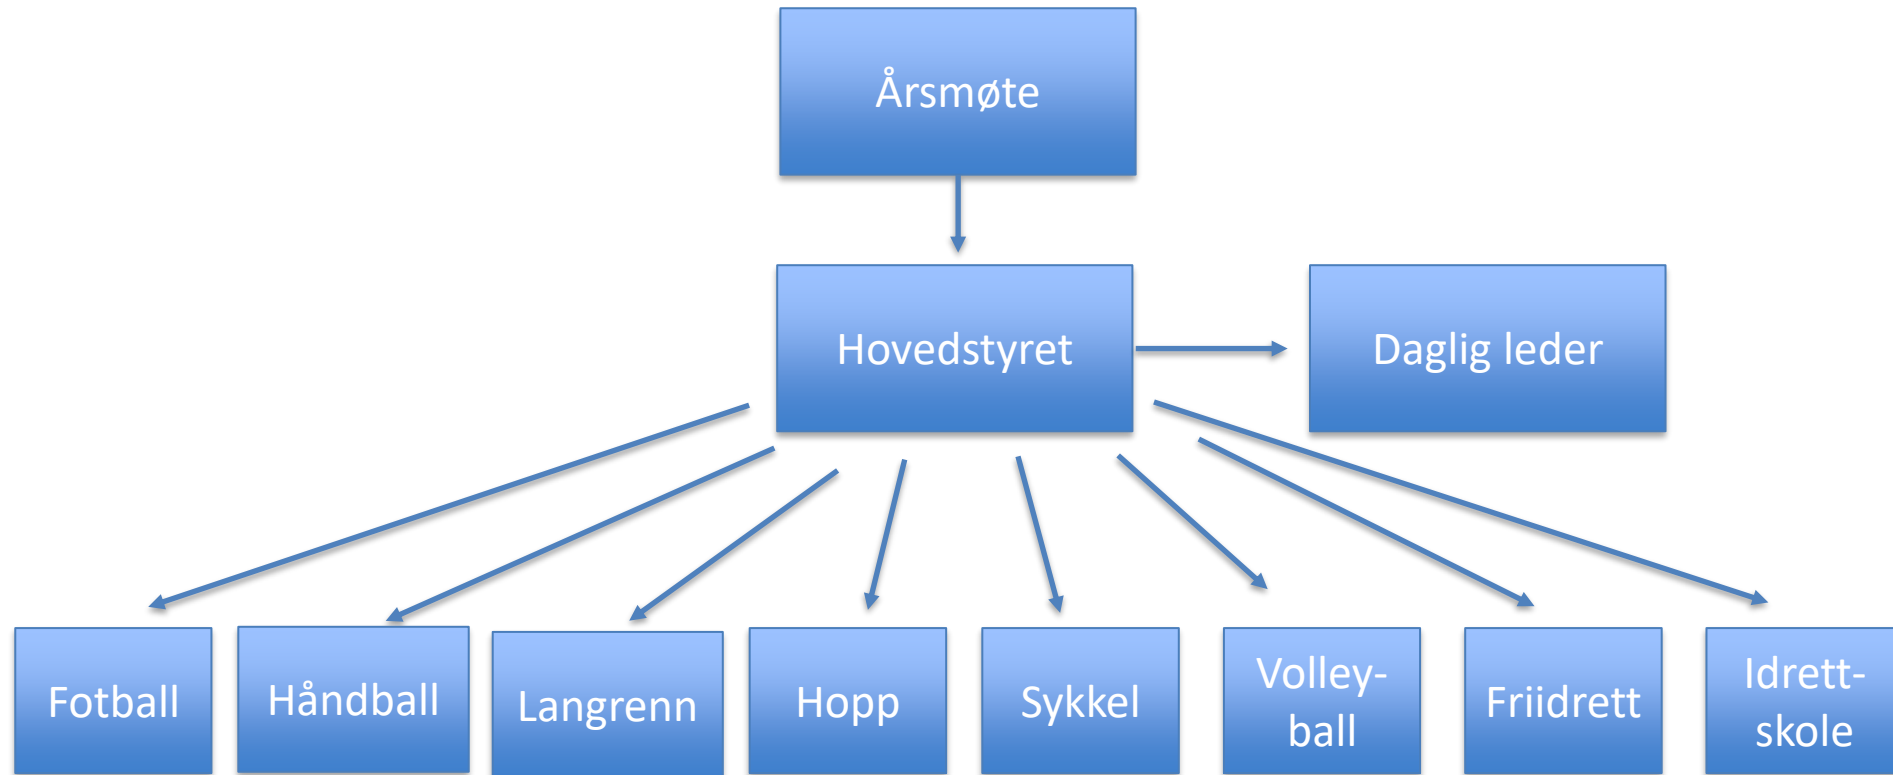 Årsmøte
Hovedstyret
Daglig leder
Fotball
Håndball
Langrenn
Hopp
Sykkel
Volley-
ball
Friidrett
Idrett-
skole